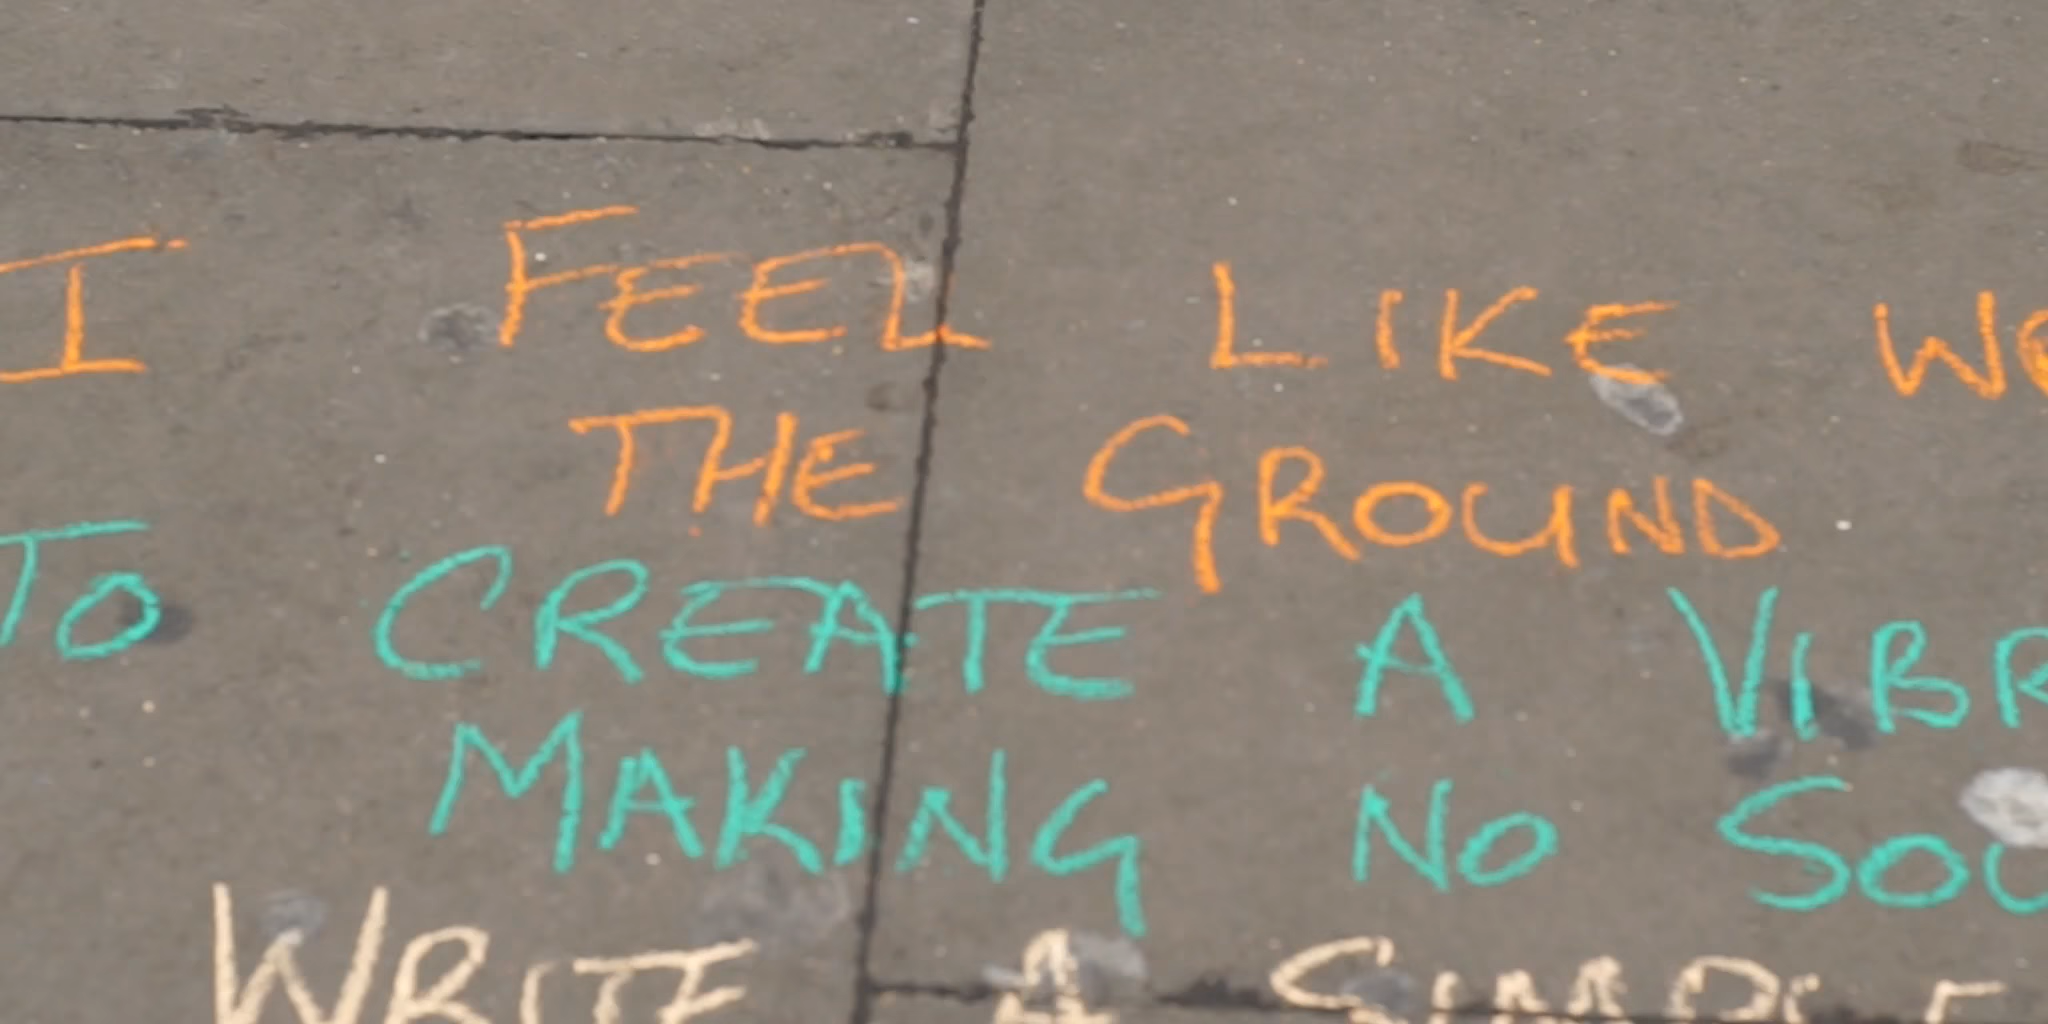 I FEEL LIKE
THE GROUND
TO CREATE A
MAKING NO
WRITE A